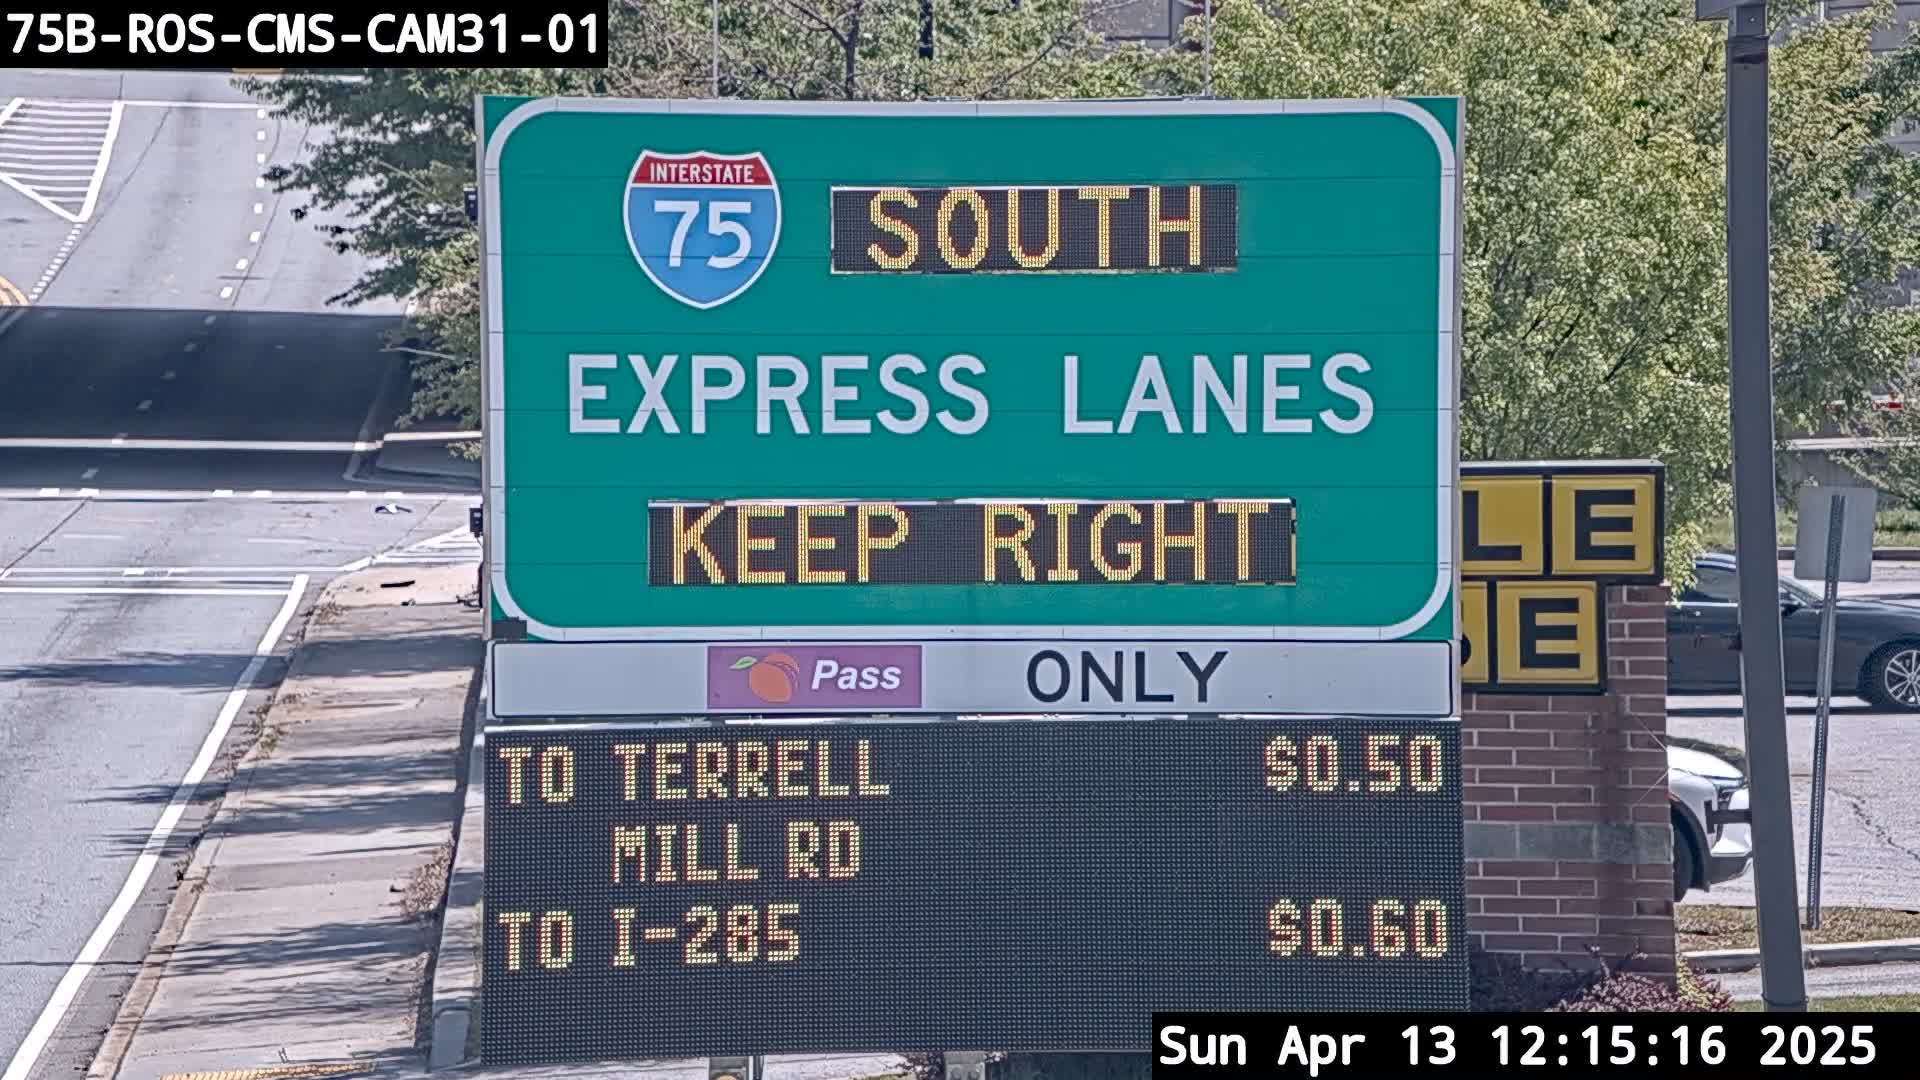 75B-ROS-CMS-CAM31-01
INTERSTATE
75
SOUTH
EXPRESS LANES
KEEP RIGHT
Pass ONLY
TO TERRELL $0.50
MILL RD
TO I-285 $0.60
LE
E
Sun Apr 13 12:15:16 2025